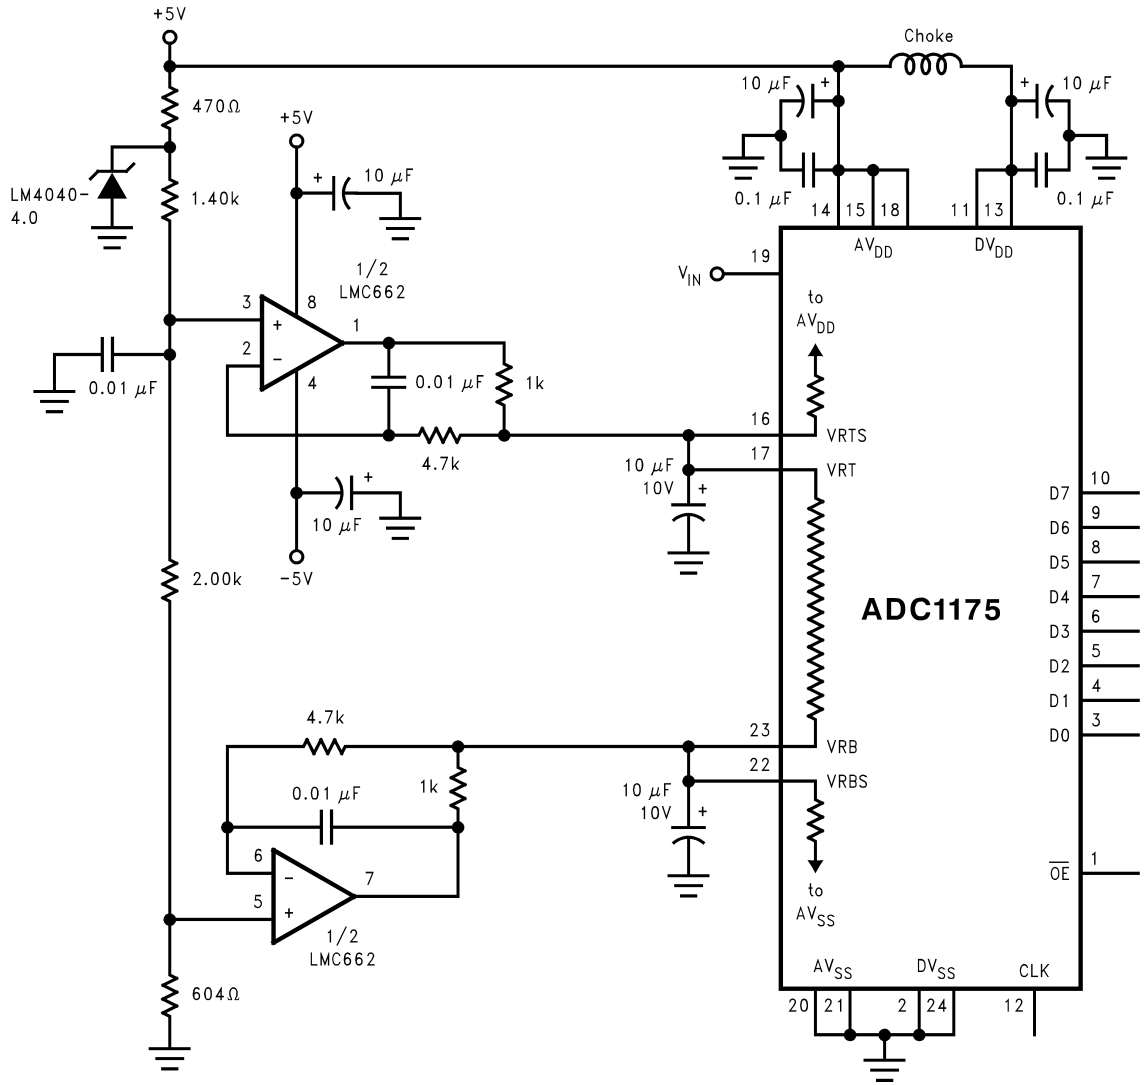 +5V
Choke
10 μF +
+ 10 μF
470Ω
+5V
LM4040-
4.0
1.40k
+ 10 μF
0.1 μF
0.1 μF
14 15 18
11 13
AVDD
DVDD
19
VIN
1/2
LMC662
3
8
+
1
2
−
4
to
AVDD
0.01 μF
0.01 μF
1k
16
VRTS
4.7k
17
VRT
10 μF
10V +
+
10 μF
−5V
2.00k
D7 10
D6 9
D5 8
D4 7
D3 6
D2 5
D1 4
D0 3
ADC1175
4.7k
23
VRB
22
VRBS
1k
10 μF
10V +
0.01 μF
6
−
7
5
+
1/2
LMC662
to
AVSS
OE 1
604Ω
AVSS
DVSS
CLK
20 21
2 24
12